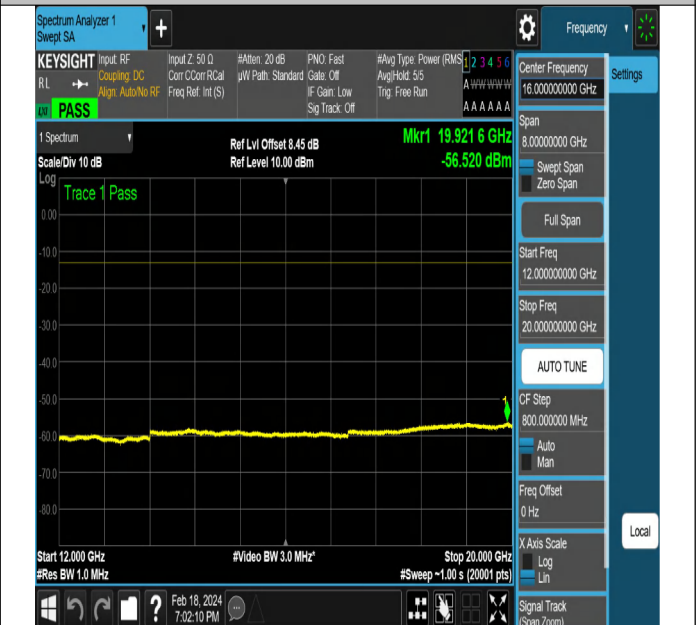 Spectrum Analyzer 1
Swept SA
Frequency
KEYSIGHT
RL
PASS
Input: RF
Coupling: DC
Align: Auto/No RF
Input Z: 50 Ω
Corr CCorr RCal
Freq Ref: Int (S)
#Atten: 20 dB
µW Path: Standard
PNO: Fast
Gate: Off
IF Gain: Low
Sig Track: Off
#Avg Type: Power (RMS
Avg|Hold: 5/5
Trig: Free Run
1 2 3 4 5 6
A W W W W W
A A A A A A
1 Spectrum
Scale/Div 10 dB
Ref Lvl Offset 8.45 dB
Ref Level 10.00 dBm
Mkr1 19.921 6 GHz
-56.520 dBm
Log
Trace 1 Pass
0.00
-10.0
-20.0
-30.0
-40.0
-50.0
-60.0
-70.0
-80.0
1
Start 12.000 GHz
#Res BW 1.0 MHz
#Video BW 3.0 MHz*
Stop 20.000 GHz
#Sweep ~1.00 s (20001 pts)
Feb 18, 2024
7:02:10 PM
Center Frequency
16.000000000 GHz
Settings
Span
8.00000000 GHz
Swept Span
Zero Span
Full Span
Start Freq
12.000000000 GHz
Stop Freq
20.000000000 GHz
AUTO TUNE
CF Step
800.000000 MHz
Auto
Man
Freq Offset
0 Hz
X Axis Scale
Log
Lin
Local
Signal Track
(Span Zoom)